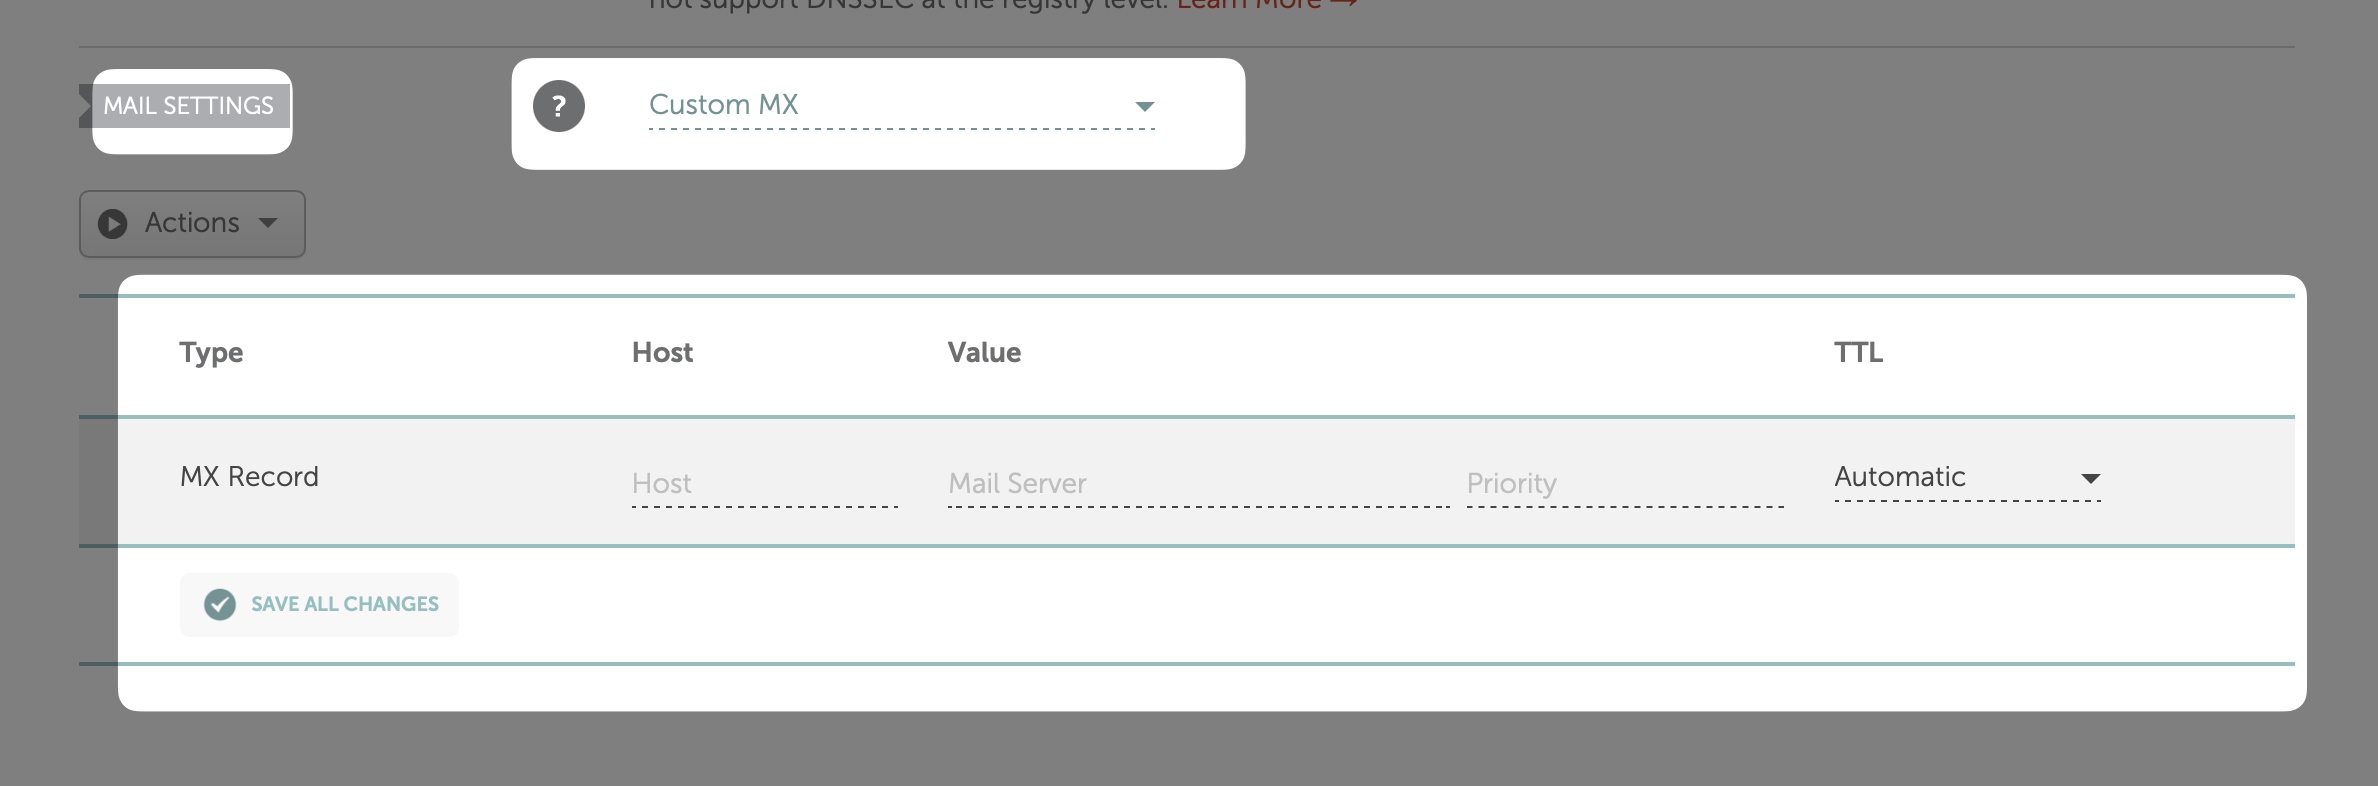 not support DNSSEC at the registry level. Learn More →
MAIL SETTINGS
? Custom MX
Actions
Type Host Value TTL
MX Record Host Mail Server Priority Automatic
SAVE ALL CHANGES